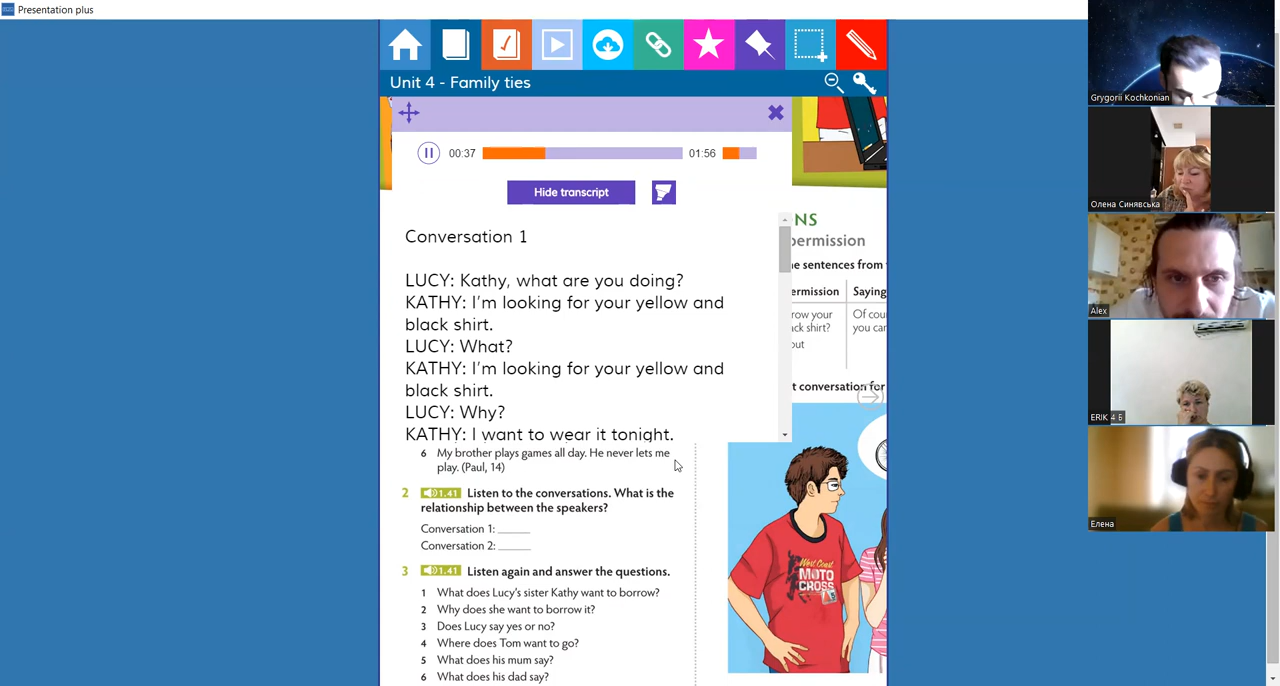 Presentation plus
Unit 4 - Family ties
00:37
01:56
Hide transcript
Conversation 1
LUCY: Kathy, what are you doing?
KATHY: I'm looking for your yellow and
black shirt.
LUCY: What?
KATHY: I'm looking for your yellow and
black shirt.
LUCY: Why?
KATHY: I want to wear it tonight.
6 My brother plays games all day. He never lets me
play. (Paul, 14)
2 1.41 Listen to the conversations. What is the
relationship between the speakers?
Conversation 1: _____
Conversation 2: _____
3 1.41 Listen again and answer the questions.
1 What does Lucy's sister Kathy want to borrow?
2 Why does she want to borrow it?
3 Does Lucy say yes or no?
4 Where does Tom want to go?
5 What does his mum say?
6 What does his dad say?
NS
permission
e sentences from
ermission Saying
row your Of cou
ck shirt? you can
out
t conversation for
West Coast
MOTO
CROSS
Grygorii Kochkonian
Олена Синявська
Alex
ERIK 4 Б
Елена